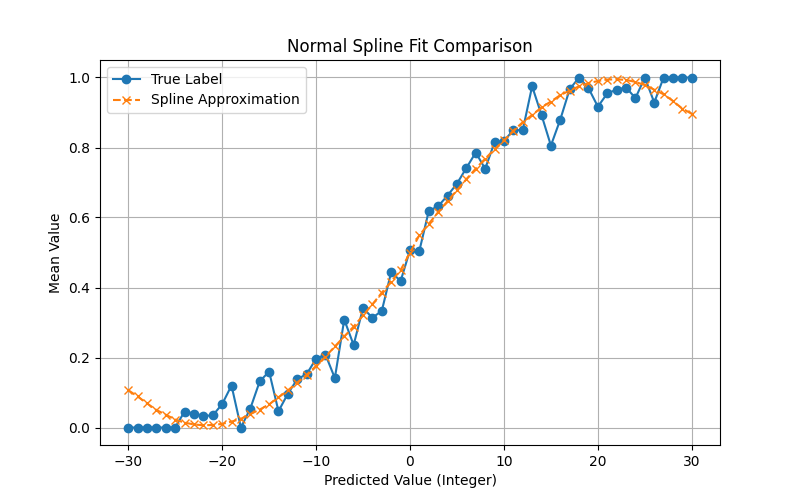 Normal Spline Fit Comparison
True Label
Spline Approximation
1.0
0.8
0.6
0.4
0.2
0.0
Mean Value
−30
−20
−10
0
10
20
30
Predicted Value (Integer)